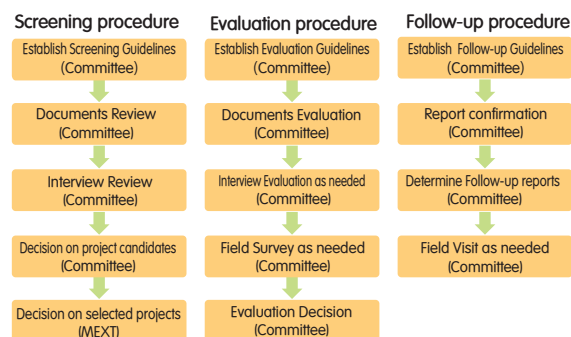 Screening procedure
Establish Screening Guidelines
(Committee)
Documents Review
(Committee)
Interview Review
(Committee)
Decision on project candidates
(Committee)
Decision on selected projects
(MEXT)
Evaluation procedure
Establish Evaluation Guidelines
(Committee)
Documents Evaluation
(Committee)
Interview Evaluation as needed
(Committee)
Field Survey as needed
(Committee)
Evaluation Decision
(Committee)
Follow-up procedure
Establish Follow-up Guidelines
(Committee)
Report confirmation
(Committee)
Determine Follow-up reports
(Committee)
Field Visit as needed
(Committee)